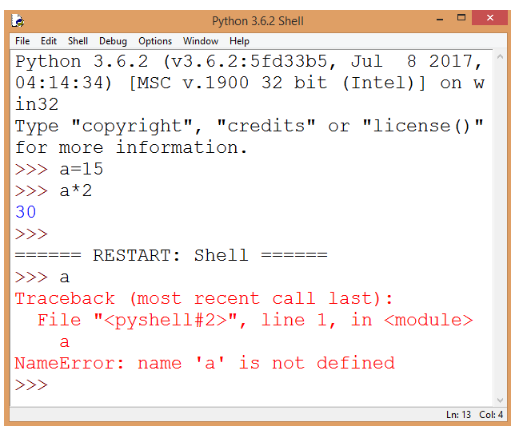 Python 3.6.2 Shell
File Edit Shell Debug Options Window Help
Python 3.6.2 (v3.6.2:5fd33b5, Jul  8 2017,
04:14:34) [MSC v.1900 32 bit (Intel)] on w
in32
Type "copyright", "credits" or "license()"
for more information.
>>> a=15
>>> a*2
30
>>>
====== RESTART: Shell ======
>>> a
Traceback (most recent call last):
  File "<pyshell#2>", line 1, in <module>
    a
NameError: name 'a' is not defined
>>>
Ln: 13 Col: 4